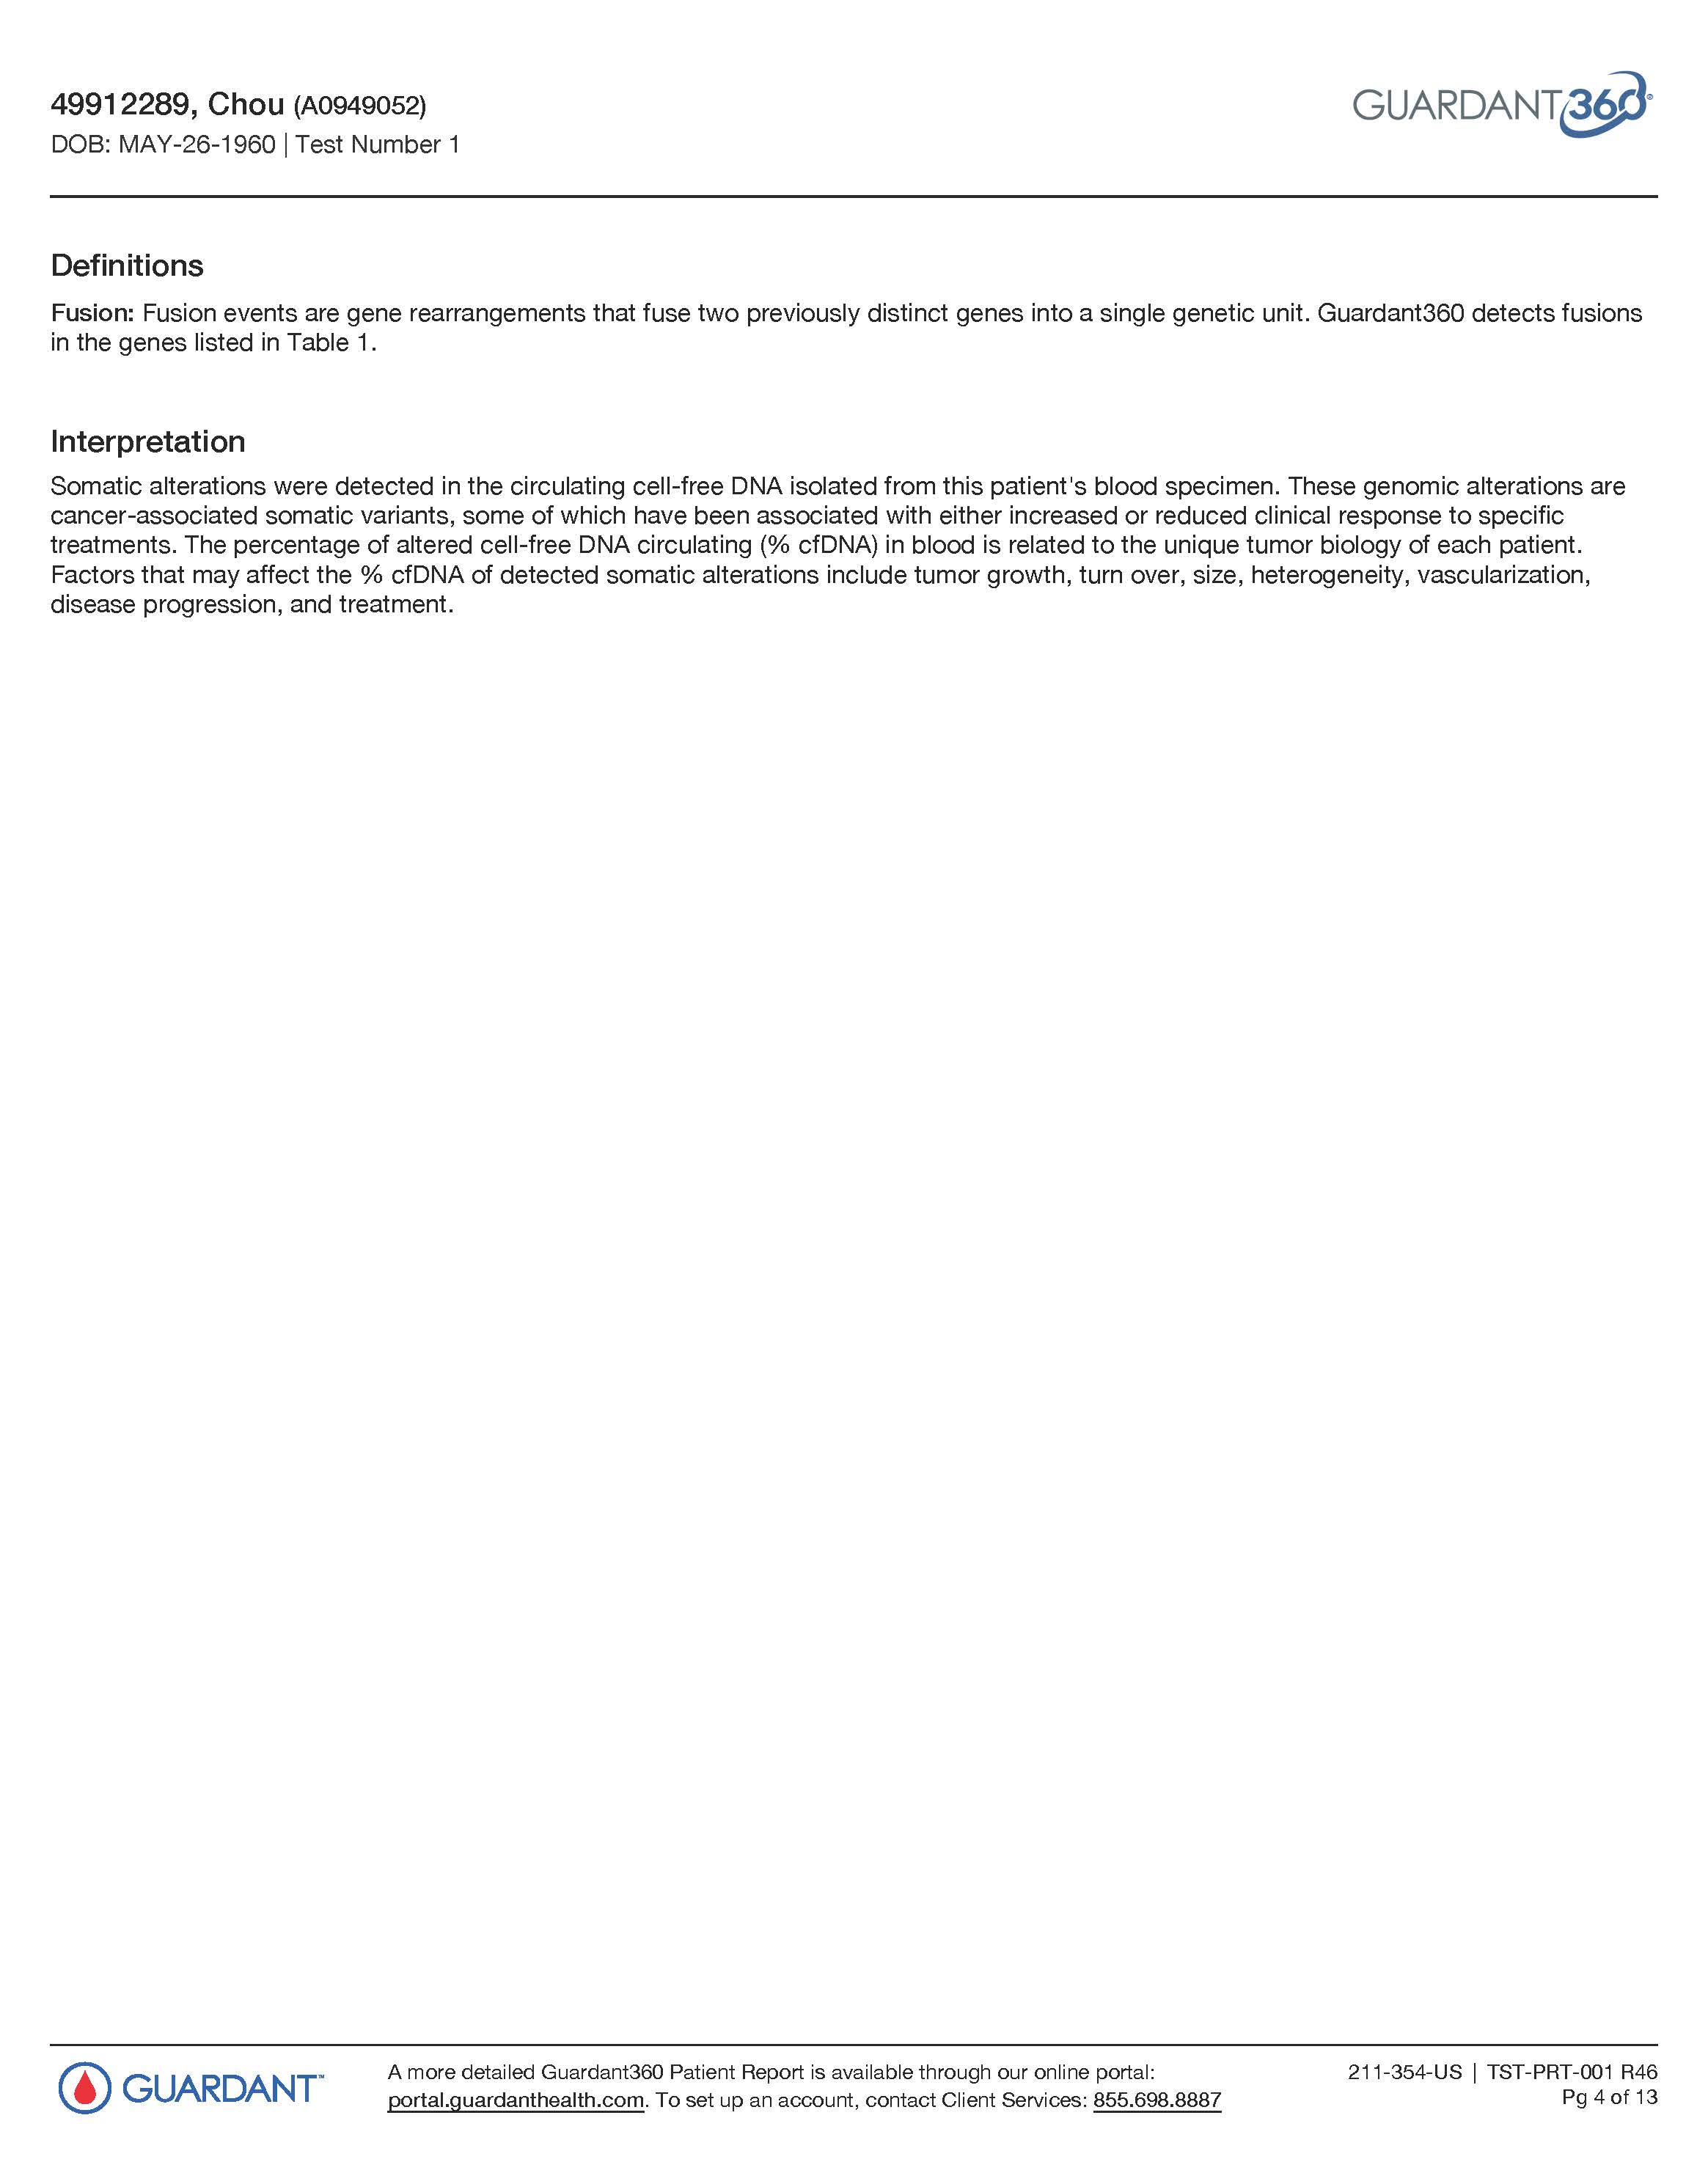 49912289, Chou (A0949052)
DOB: MAY-26-1960 | Test Number 1
GUARDANT360®
Definitions
Fusion: Fusion events are gene rearrangements that fuse two previously distinct genes into a single genetic unit. Guardant360 detects fusions
in the genes listed in Table 1.
Interpretation
Somatic alterations were detected in the circulating cell-free DNA isolated from this patient's blood specimen. These genomic alterations are
cancer-associated somatic variants, some of which have been associated with either increased or reduced clinical response to specific
treatments. The percentage of altered cell-free DNA circulating (% cfDNA) in blood is related to the unique tumor biology of each patient.
Factors that may affect the % cfDNA of detected somatic alterations include tumor growth, turn over, size, heterogeneity, vascularization,
disease progression, and treatment.
GUARDANT™
A more detailed Guardant360 Patient Report is available through our online portal:
portal.guardanthealth.com. To set up an account, contact Client Services: 855.698.8887
211-354-US | TST-PRT-001 R46
Pg 4 of 13